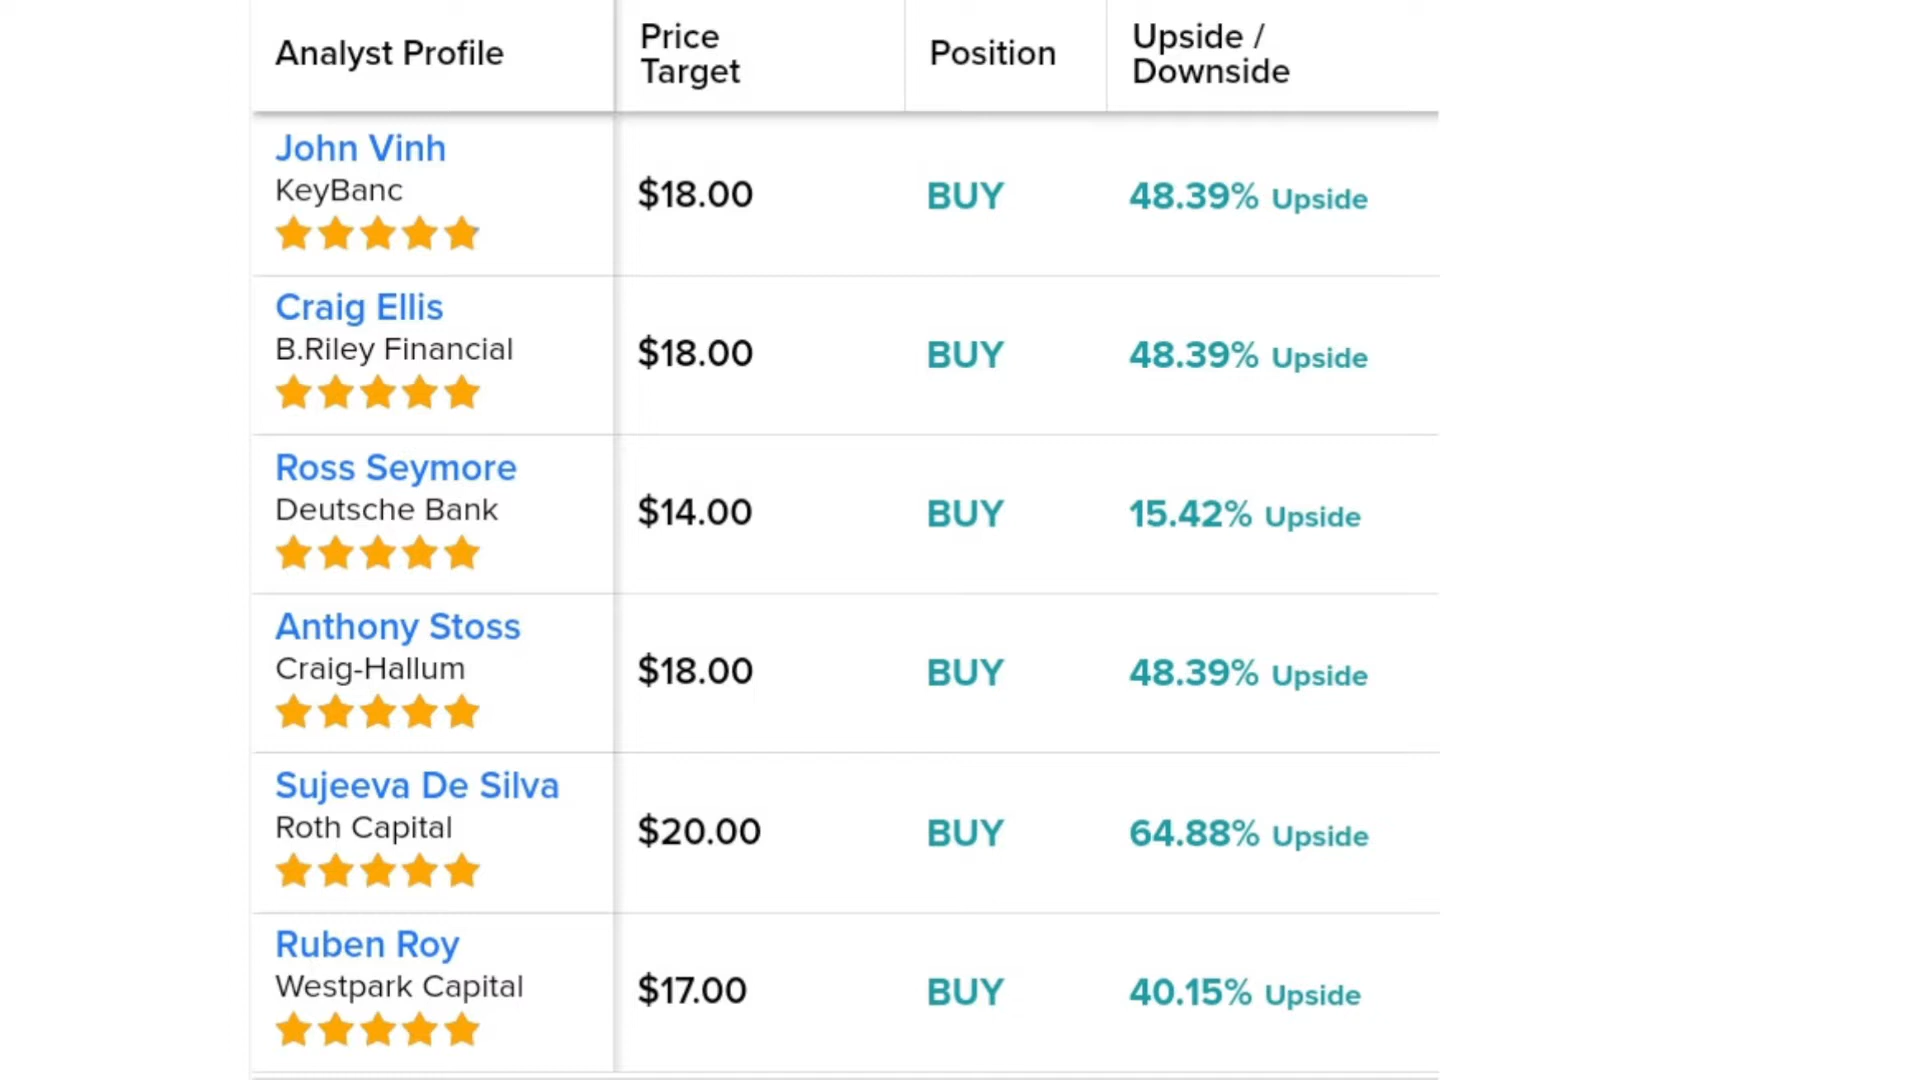 Analyst Profile
Price
Target
Position
Upside /
Downside
John Vinh
KeyBanc
$18.00
BUY
48.39% Upside
Craig Ellis
B.Riley Financial
$18.00
BUY
48.39% Upside
Ross Seymore
Deutsche Bank
$14.00
BUY
15.42% Upside
Anthony Stoss
Craig-Hallum
$18.00
BUY
48.39% Upside
Sujeeva De Silva
Roth Capital
$20.00
BUY
64.88% Upside
Ruben Roy
Westpark Capital
$17.00
BUY
40.15% Upside